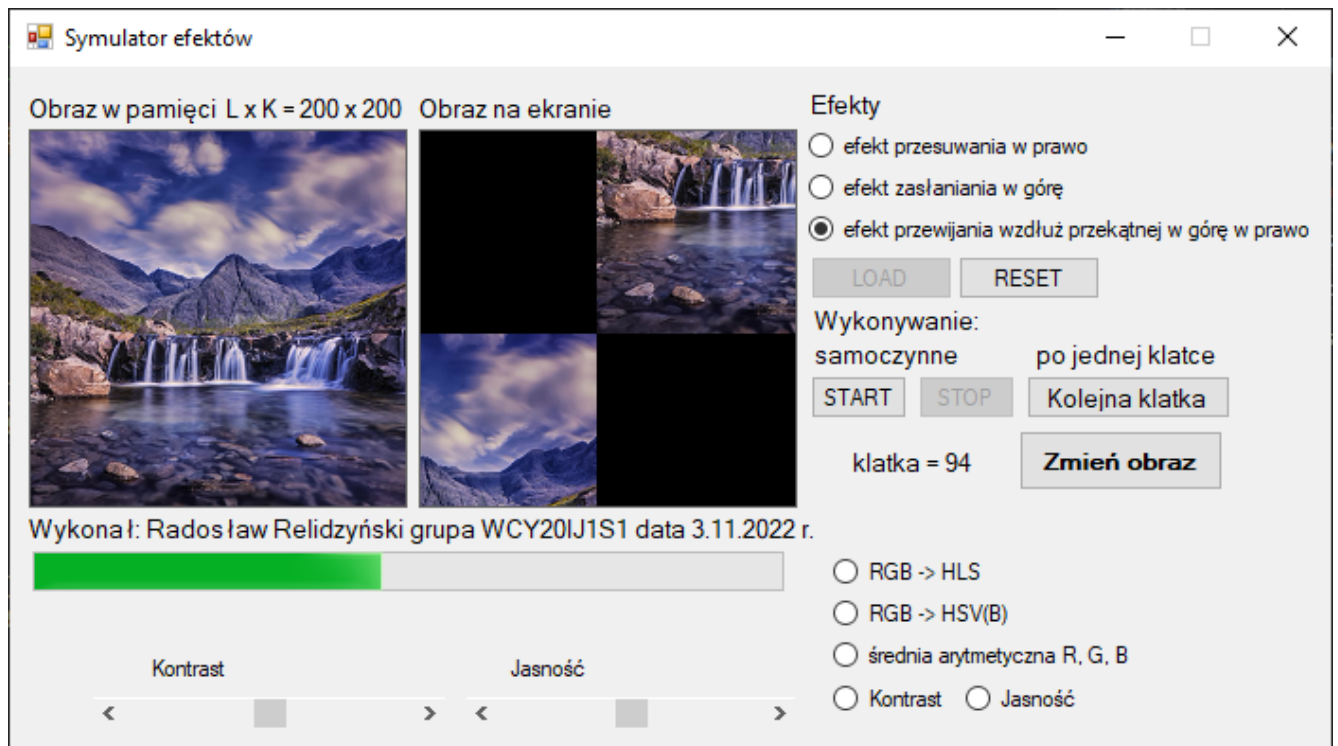 Symulator efektów
Obraz w pamięci L x K = 200 x 200
Obraz na ekranie
Efekty
efekt przesuwania w prawo
efekt zasłaniania w górę
efekt przewijania wzdłuż przekątnej w górę w prawo
LOAD RESET
Wykonywanie:
samoczynne po jednej klatce
START STOP Kolejna klatka
klatka = 94 Zmień obraz
Wykonał: Radosław Relidzyński grupa WCY20IJ1S1 data 3.11.2022 r.
RGB -> HLS
RGB -> HSV(B)
średnia arytmetyczna R, G, B
Kontrast Jasność
Kontrast Jasność